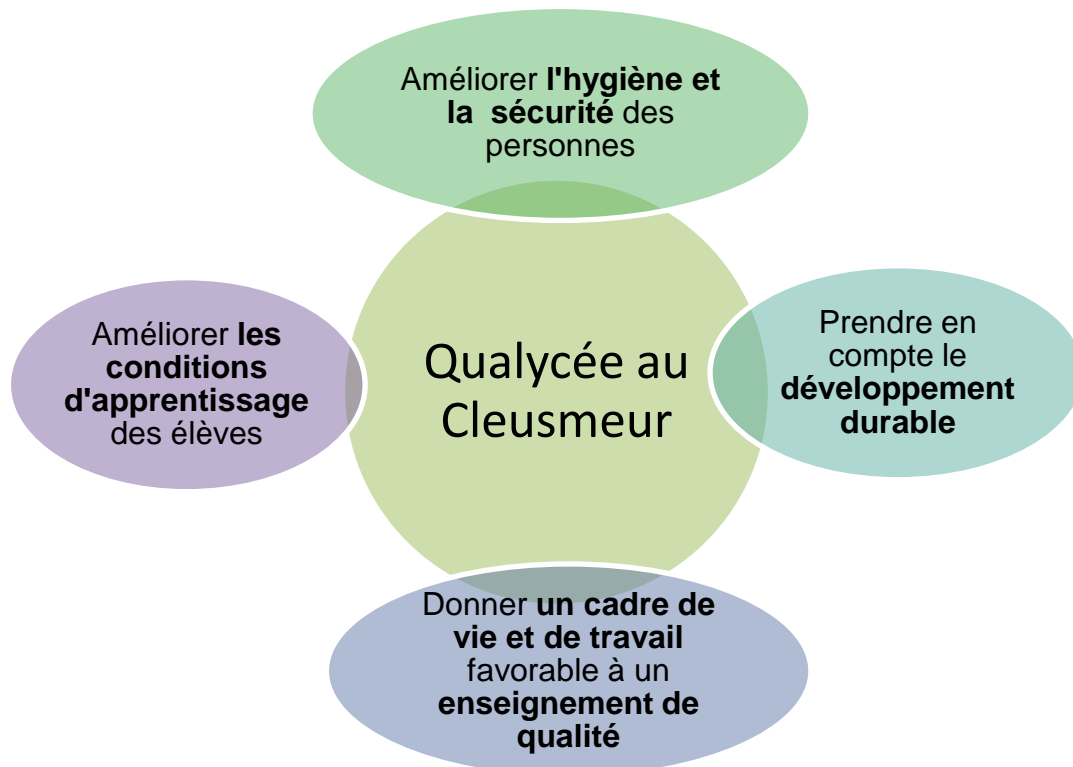 Améliorer l'hygiène et
la sécurité des
personnes
Améliorer les
conditions
d'apprentissage
des élèves
Qualycée au
Cleusmeur
Prendre en
compte le
développement
durable
Donner un cadre de
vie et de travail
favorable à un
enseignement de
qualité